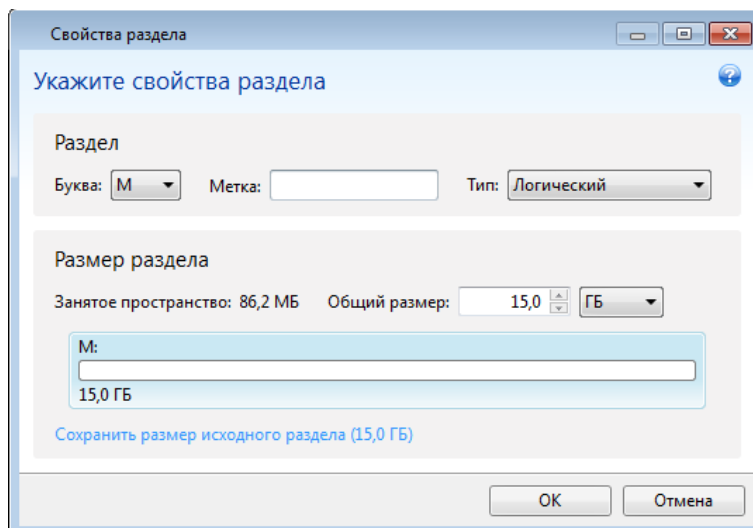 Свойства раздела
Укажите свойства раздела
?
Раздел
Буква: M Метка: Тип: Логический
Размер раздела
Занятое пространство: 86,2 МБ Общий размер: 15,0 ГБ
M:
15,0 ГБ
Сохранить размер исходного раздела (15,0 ГБ)
ОК Отмена